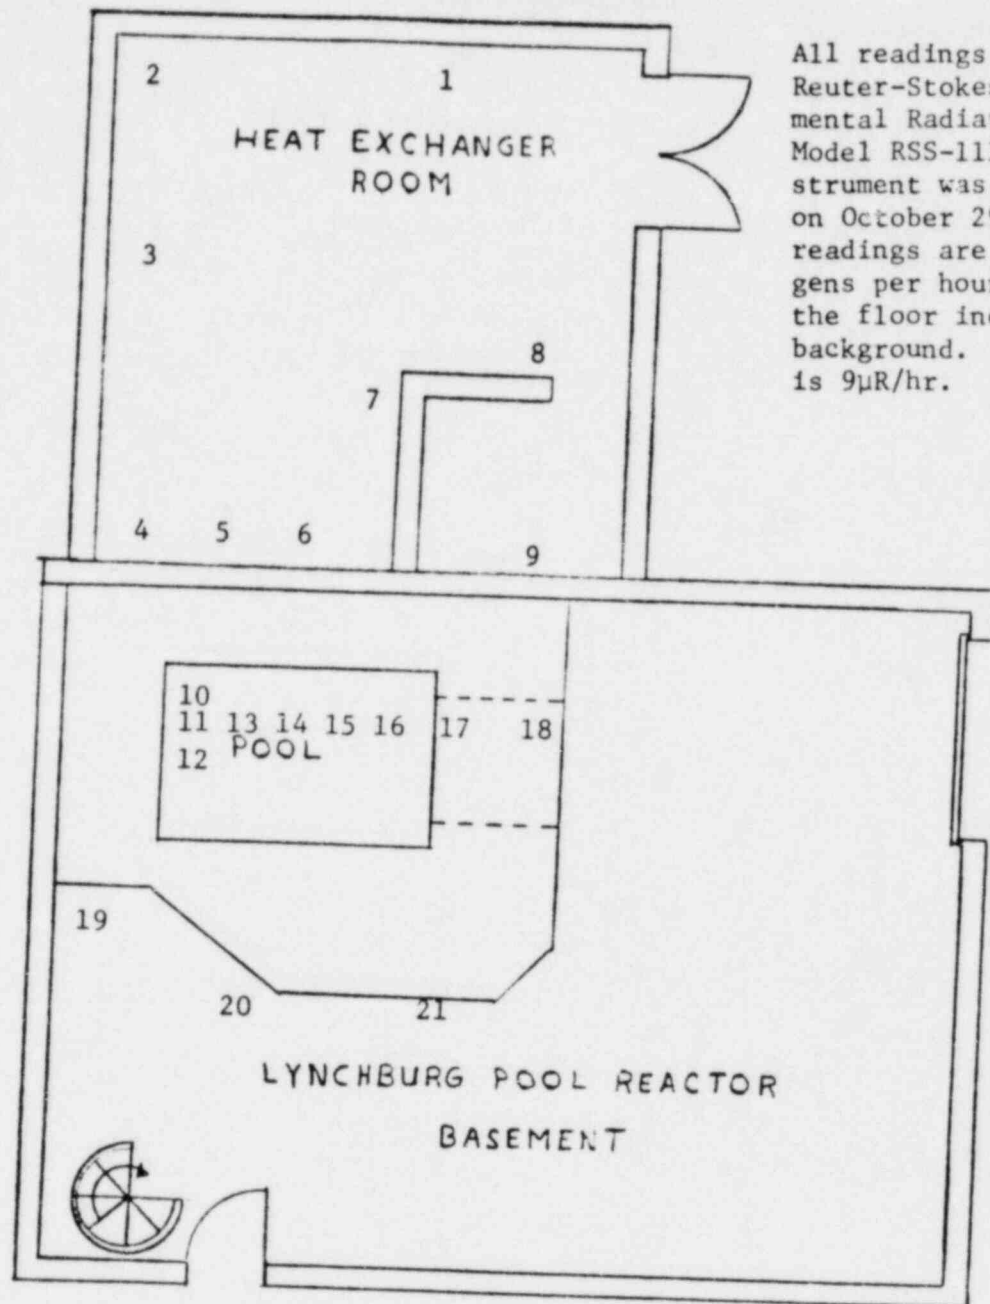 All readings
Reuter-Stokes
mental Radia
Model RSS-11
strument was
on October 2
readings are
gens per hour
the floor in
background.
is 9µR/hr.
2 1
HEAT EXCHANGER
ROOM
3
8
7
4 5 6
9
10
11 13 14 15 16 17 18
12 POOL
19
20 21
LYNCHBURG POOL REACTOR
BASEMENT